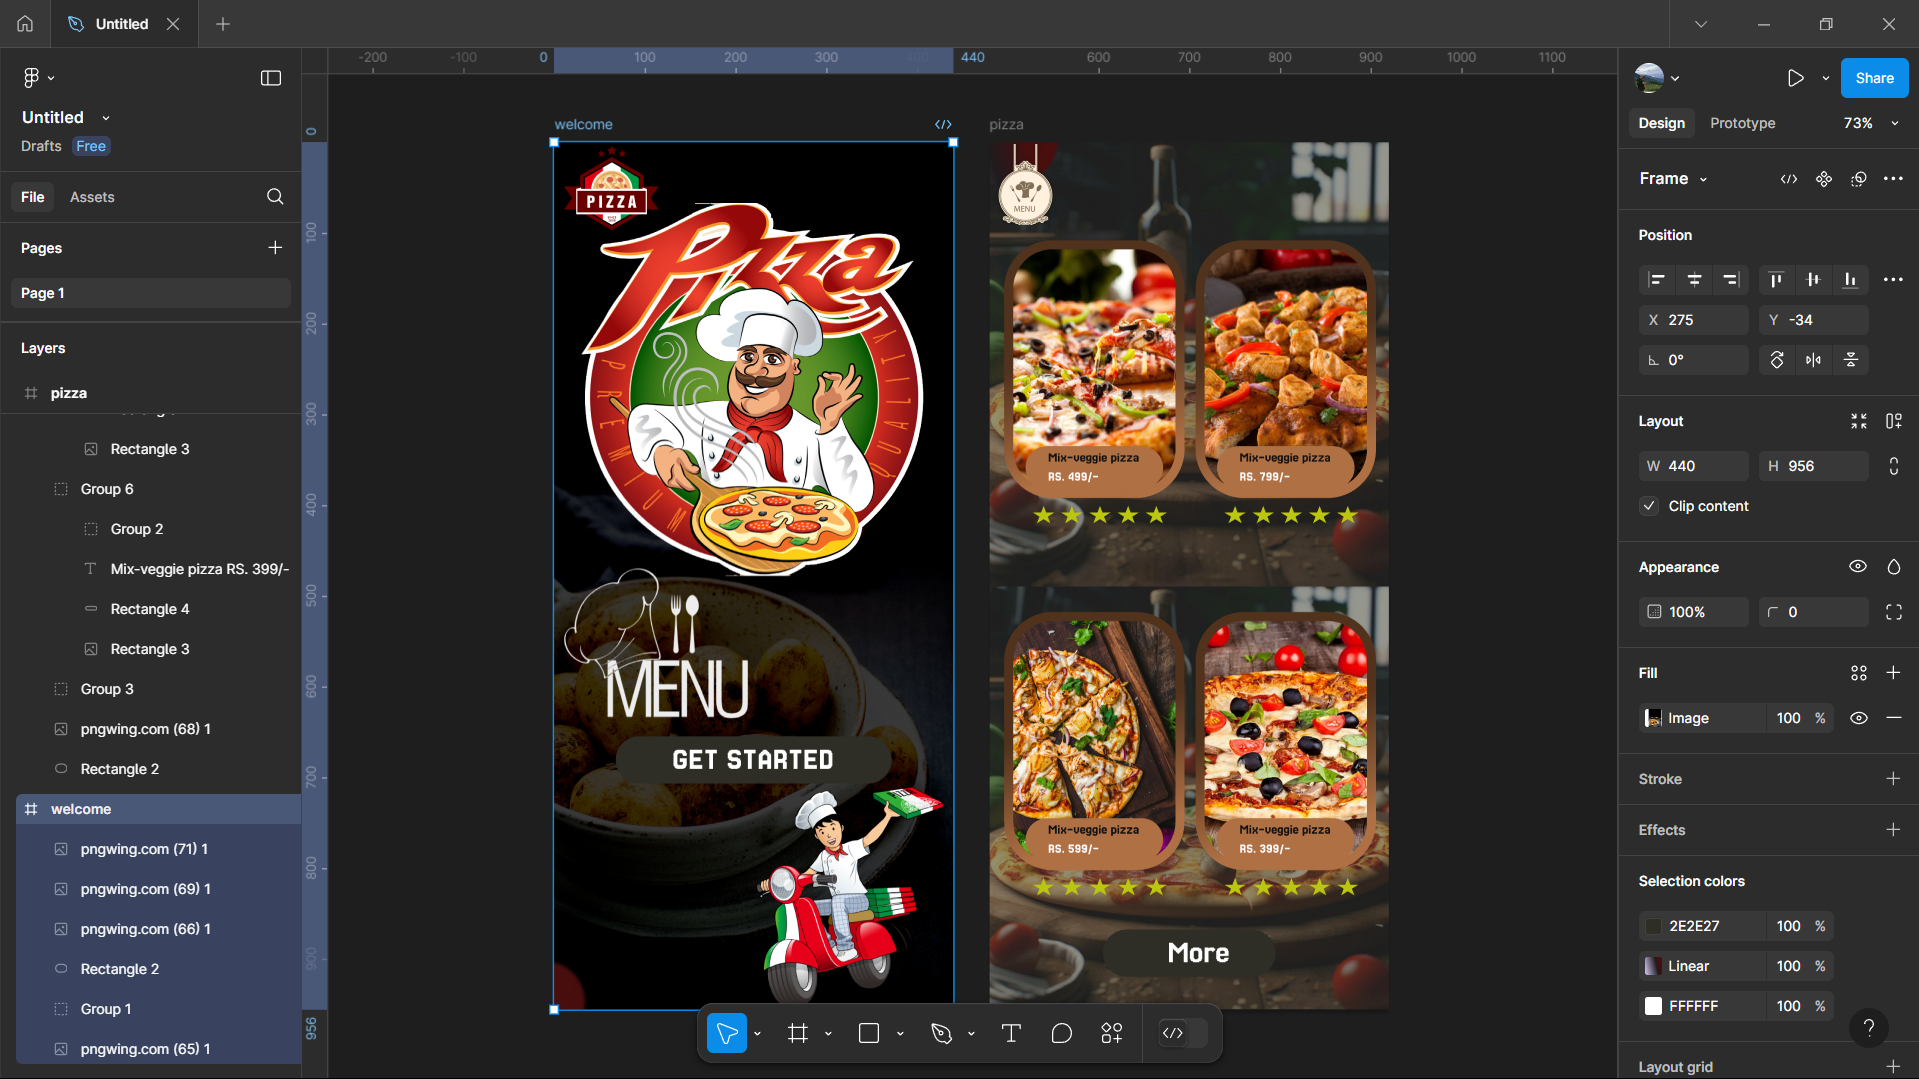 Untitled
-200
-100
0
100
200
300
440
600
700
800
900
1000
1100
Untitled
Drafts
Free
Share
Design
Prototype
73%
File
Assets
Pages
Page 1
Layers
pizza
Rectangle 3
Group 6
Group 2
Mix-veggie pizza RS. 399/-
Rectangle 4
Rectangle 3
Group 3
pngwing.com (68) 1
Rectangle 2
welcome
pngwing.com (71) 1
pngwing.com (69) 1
pngwing.com (66) 1
Rectangle 2
Group 1
pngwing.com (65) 1
0
100
200
300
400
500
600
700
800
900
956
welcome
PIZZA
Pizza
PREMIUM
MENU
GET STARTED
pizza
MENU
Mix-veggie pizza
RS. 499/-
Mix-veggie pizza
RS. 799/-
Mix-veggie pizza
RS. 599/-
Mix-veggie pizza
RS. 399/-
More
Frame
Position
X 275
Y -34
0°
Layout
W 440
H 956
Clip content
Appearance
100%
0
Fill
Image 100 %
Stroke
Effects
Selection colors
2E2E27 100 %
Linear 100 %
FFFFFF 100 %
Layout grid
?